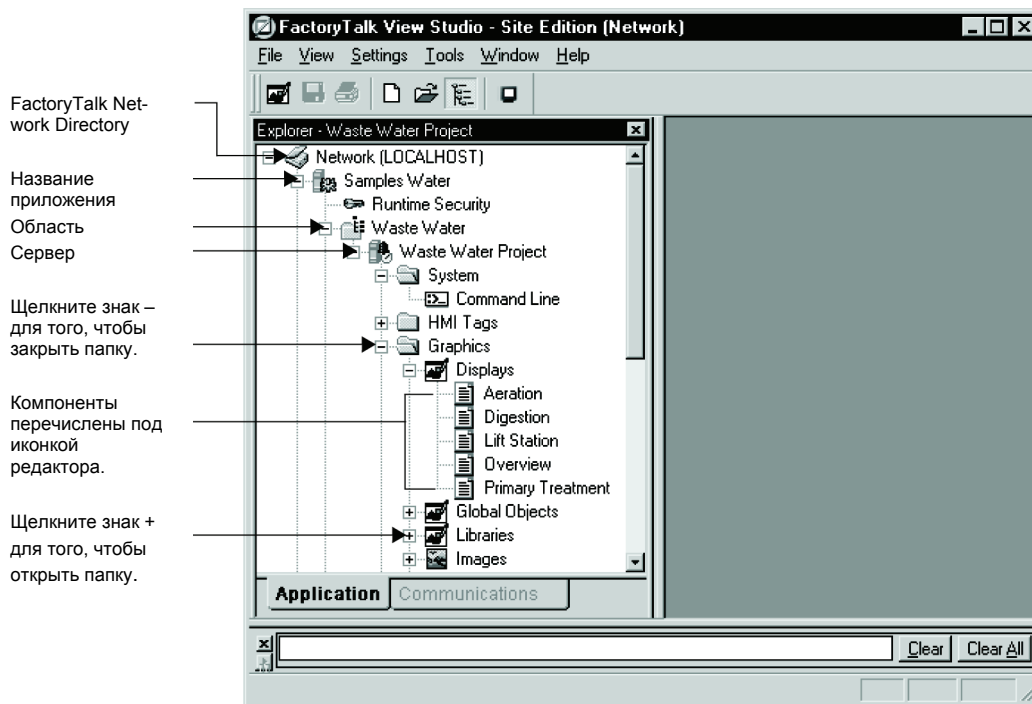 FactoryTalk View Studio - Site Edition (Network)
File View Settings Tools Window Help
Explorer - Waste Water Project
Network (LOCALHOST)
Samples Water
Runtime Security
Waste Water
Waste Water Project
System
Command Line
HMI Tags
Graphics
Displays
Aeration
Digestion
Lift Station
Overview
Primary Treatment
Global Objects
Libraries
Images
Application Communications
Clear Clear All
FactoryTalk Net-
work Directory
Название
приложения
Область
Сервер
Щелкните знак –
для того, чтобы
закрыть папку.
Компоненты
перечислены под
иконкой
редактора.
Щелкните знак +
для того, чтобы
открыть папку.